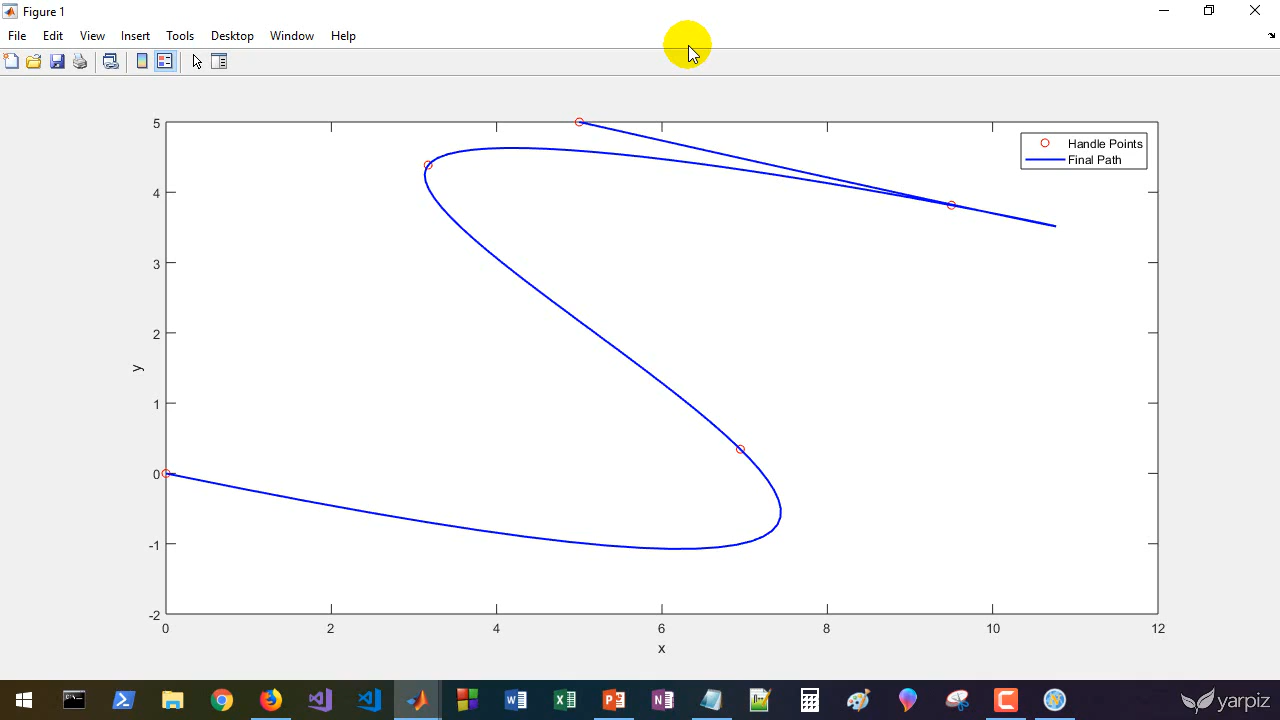 Figure 1
File Edit View Insert Tools Desktop Window Help
5
4
3
2
1
0
-1
-2
y
Handle Points
Final Path
0 2 4 6 8 10 12
x
yarpiz